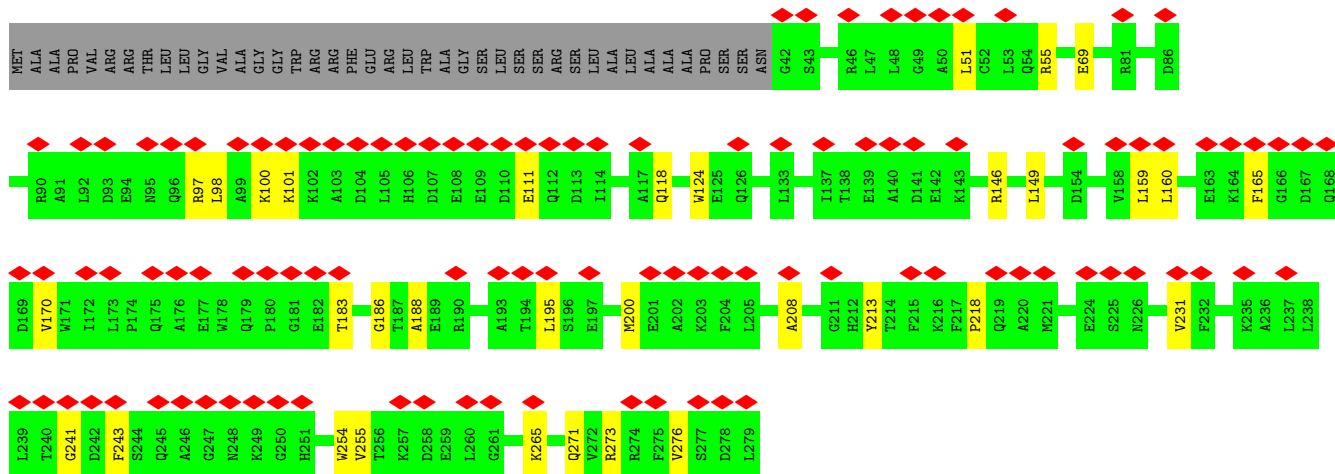 MET ALA ALA PRO VAL ARG ARG THR LEU LEU GLY VAL ALA GLY GLY TRP ARG ARG PHE GLU ARG LEU TRP ALA GLY SER LEU SER SER ARG SER LEU ALA LEU ALA ALA ALA PRO SER SER ASN G42 S43 R46 L47 L48 G49 A50 L51 C52 L53 Q54 R55 E69 R81 D86
R90 A91 L92 D93 E94 N95 Q96 R97 L98 A99 K100 K101 K102 A103 D104 L105 H106 D107 E108 E109 D110 E111 Q112 D113 I114 A117 Q118 W124 E125 Q126 L133 I137 T138 E139 A140 D141 E142 K143 R146 L149 D154 V158 L159 L160 E163 K164 F165 G166 D167 Q168
D169 V170 W171 I172 L173 P174 Q175 A176 E177 W178 Q179 P180 G181 E182 T183 G186 T187 A188 E189 R190 A193 T194 L195 S196 E197 M200 E201 A202 K203 F204 L205 A208 G211 H212 Y213 T214 F215 K216 F217 P218 Q219 A220 M221 E224 S225 N226 V231 F232 K235 A236 L237 L238
L239 T240 G241 D242 F243 S244 Q245 A246 G247 N248 K249 G250 H251 W254 V255 T256 K257 D258 E259 L260 G261 K265 Q271 V272 R273 R274 F275 V276 S277 D278 L279